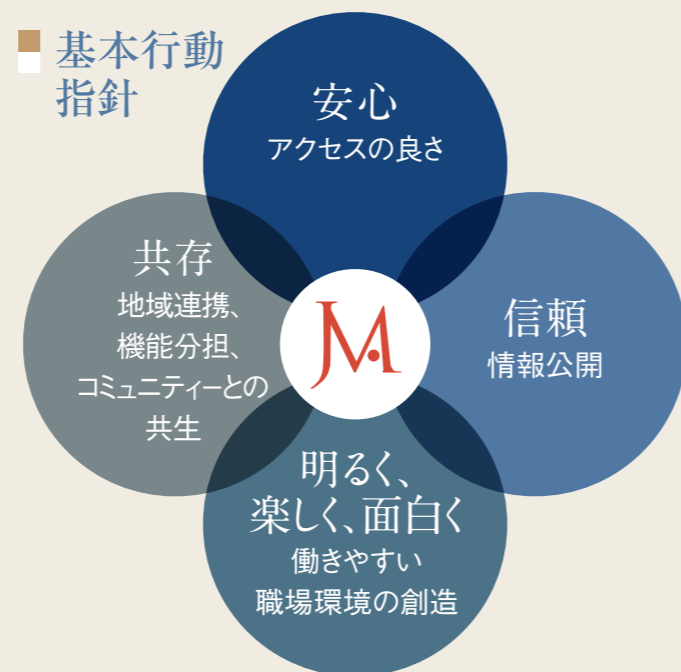 基本行動
指針
安心
アクセスの良さ
共存
地域連携、
機能分担、
コミュニティーとの
共生
JMA
信頼
情報公開
明るく、
楽しく、面白く
働きやすい
職場環境の創造